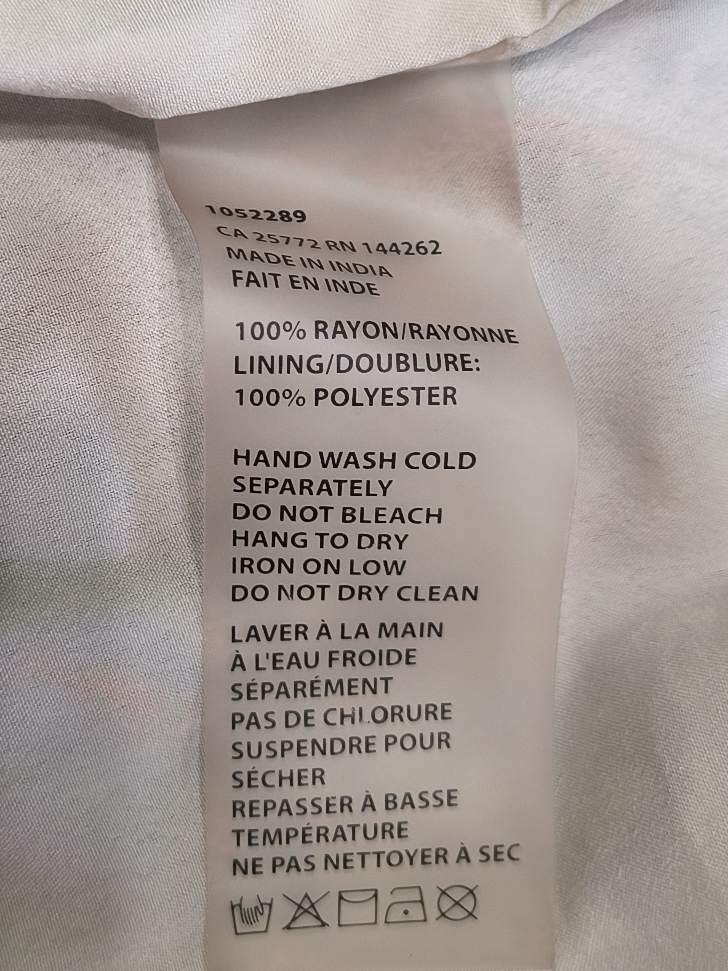 1052289
CA 25772 RN 144262
MADE IN INDIA
FAIT EN INDE
100% RAYON/RAYONNE
LINING/DOUBLURE:
100% POLYESTER
HAND WASH COLD
SEPARATELY
DO NOT BLEACH
HANG TO DRY
IRON ON LOW
DO NOT DRY CLEAN
LAVER À LA MAIN
À L'EAU FROIDE
SÉPARÉMENT
PAS DE CHLORURE
SUSPENDRE POUR
SÉCHER
REPASSER À BASSE
TEMPÉRATURE
NE PAS NETTOYER À SEC